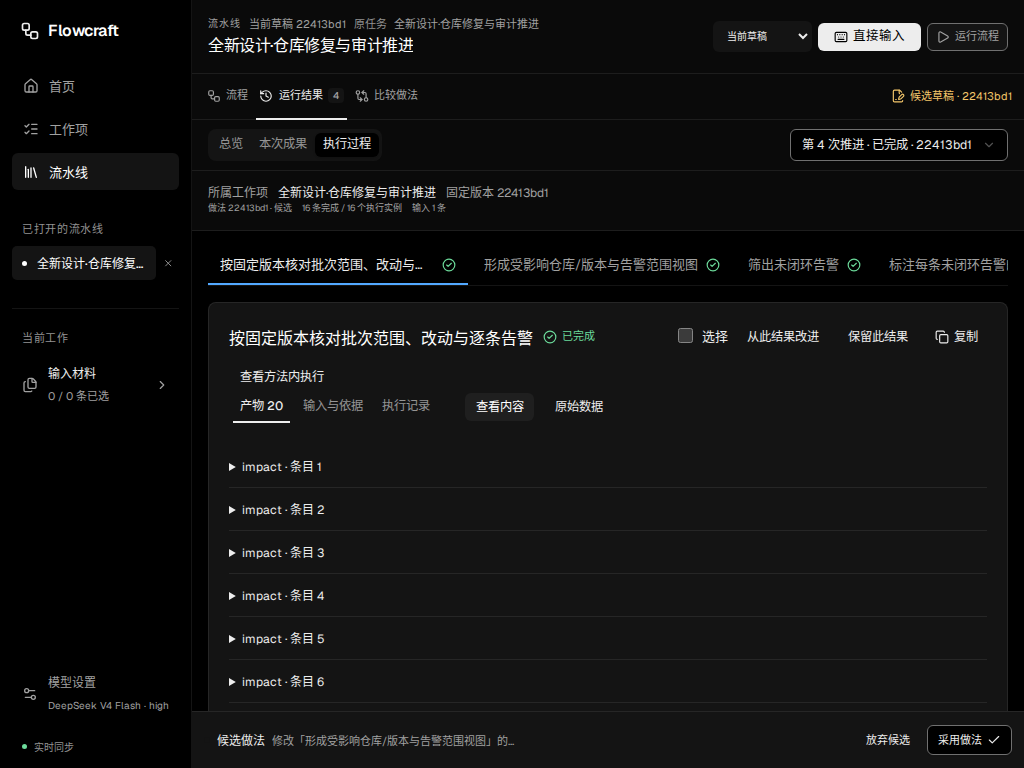 Flowcraft
首页
工作项
流水线
已打开的流水线
全新设计·仓库修复...
当前工作
输入材料
0 / 0 条已选
模型设置
DeepSeek V4 Flash · high
实时同步
流水线 当前草稿 22413bd1 原任务 全新设计·仓库修复与审计推进
全新设计·仓库修复与审计推进
当前草稿
直接输入
运行流程
流程
运行结果 4
比较做法
候选草稿 · 22413bd1
总览 本次成果 执行过程
第 4 次推进 · 已完成 · 22413bd1
所属工作项 全新设计·仓库修复与审计推进 固定版本 22413bd1
做法 22413bd1 · 候选 16 条完成 / 16 个执行实例 输入 1 条
按固定版本核对批次范围、改动与...
形成受影响仓库/版本与告警范围视图
筛出未闭环告警
标注每条未闭环告警
按固定版本核对批次范围、改动与逐条告警
已完成
选择
从此结果改进
保留此结果
复制
查看方法内执行
产物 20 输入与依据 执行记录 查看内容 原始数据
impact · 条目 1
impact · 条目 2
impact · 条目 3
impact · 条目 4
impact · 条目 5
impact · 条目 6
候选做法 修改「形成受影响仓库/版本与告警范围视图」的...
放弃候选
采用做法